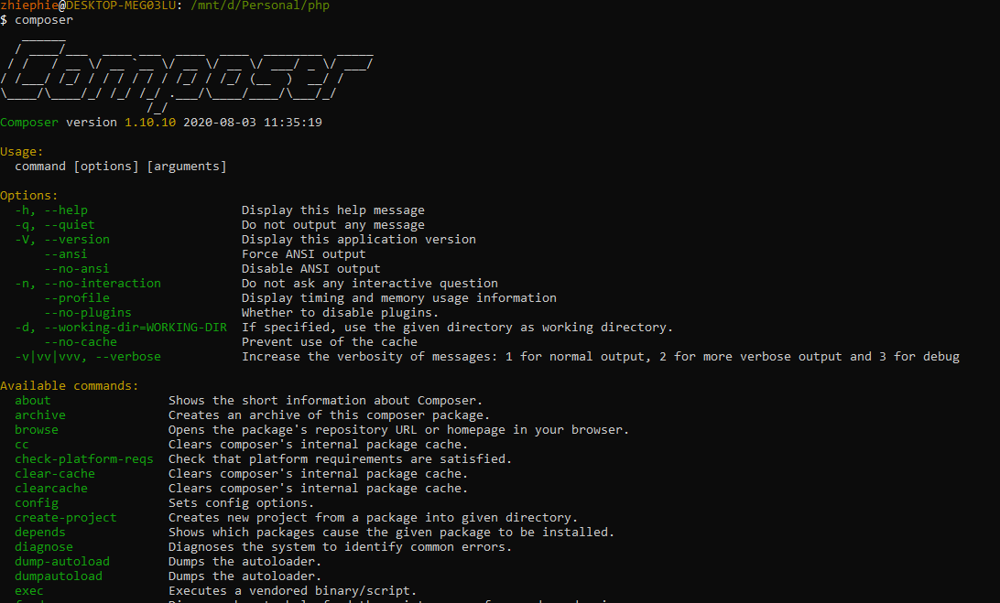 zhiephie@DESKTOP-MEG03LU: /mnt/d/Personal/php
$ composer
   ______
  / ____/___  ____ ___  ____  ____  ________  _____
 / /   / __ \/ __ `__ \/ __ \/ __ \/ ___/ _ \/ ___/
/ /___/ /_/ / / / / / / /_/ / /_/ (__  )  __/ /
\____/\____/_/ /_/ /_/ .___/\____/____/\___/_/
                    /_/
Composer version 1.10.10 2020-08-03 11:35:19

Usage:
  command [options] [arguments]

Options:
  -h, --help                     Display this help message
  -q, --quiet                    Do not output any message
  -V, --version                  Display this application version
      --ansi                     Force ANSI output
      --no-ansi                  Disable ANSI output
  -n, --no-interaction           Do not ask any interactive question
      --profile                  Display timing and memory usage information
      --no-plugins               Whether to disable plugins.
  -d, --working-dir=WORKING-DIR  If specified, use the given directory as working directory.
      --no-cache                 Prevent use of the cache
  -v|vv|vvv, --verbose           Increase the verbosity of messages: 1 for normal output, 2 for more verbose output and 3 for debug

Available commands:
  about                Shows the short information about Composer.
  archive              Creates an archive of this composer package.
  browse               Opens the package's repository URL or homepage in your browser.
  cc                   Clears composer's internal package cache.
  check-platform-reqs  Check that platform requirements are satisfied.
  clear-cache          Clears composer's internal package cache.
  clearcache           Clears composer's internal package cache.
  config               Sets config options.
  create-project       Creates new project from a package into given directory.
  depends              Shows which packages cause the given package to be installed.
  diagnose             Diagnoses the system to identify common errors.
  dump-autoload        Dumps the autoloader.
  dumpautoload         Dumps the autoloader.
  exec                 Executes a vendored binary/script.